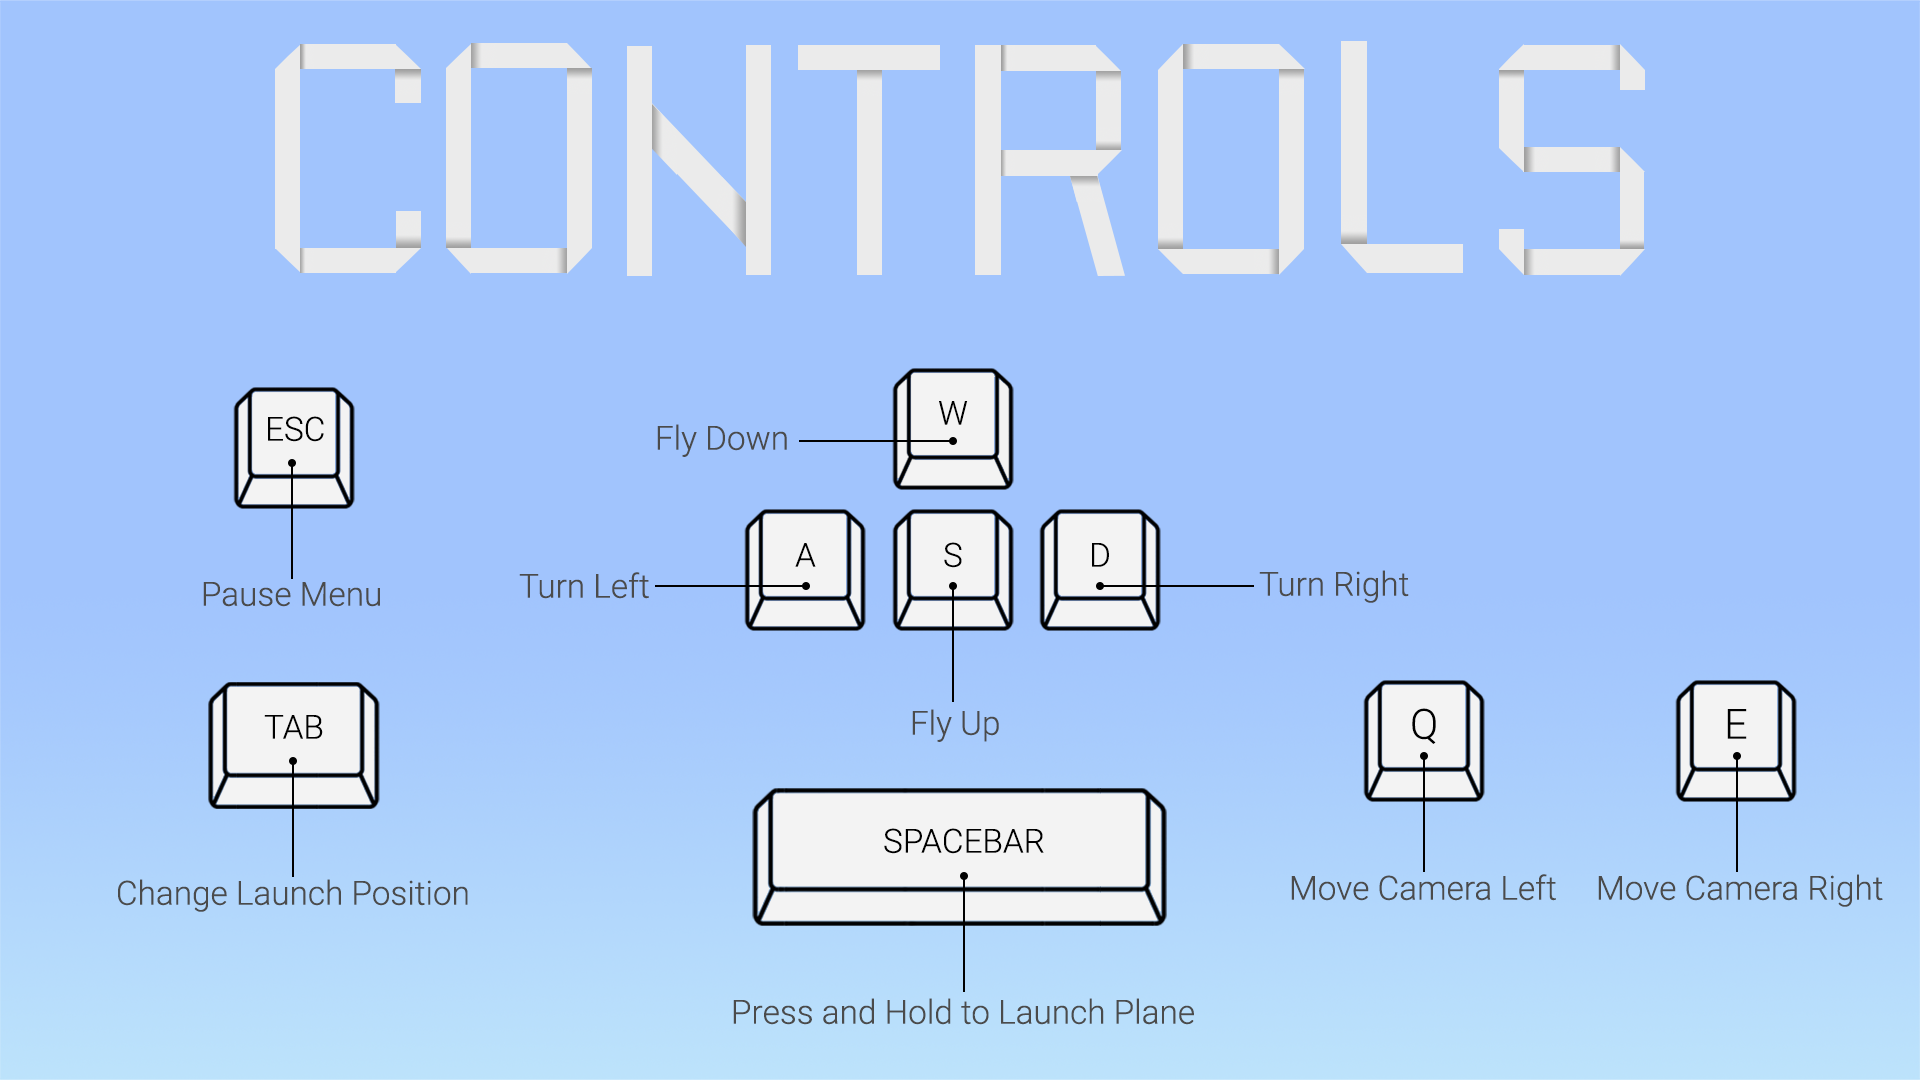 CONTROLS
ESC
Pause Menu
W
Fly Down
A
Turn Left
S
Fly Up
D
Turn Right
TAB
Change Launch Position
SPACEBAR
Press and Hold to Launch Plane
Q
Move Camera Left
E
Move Camera Right